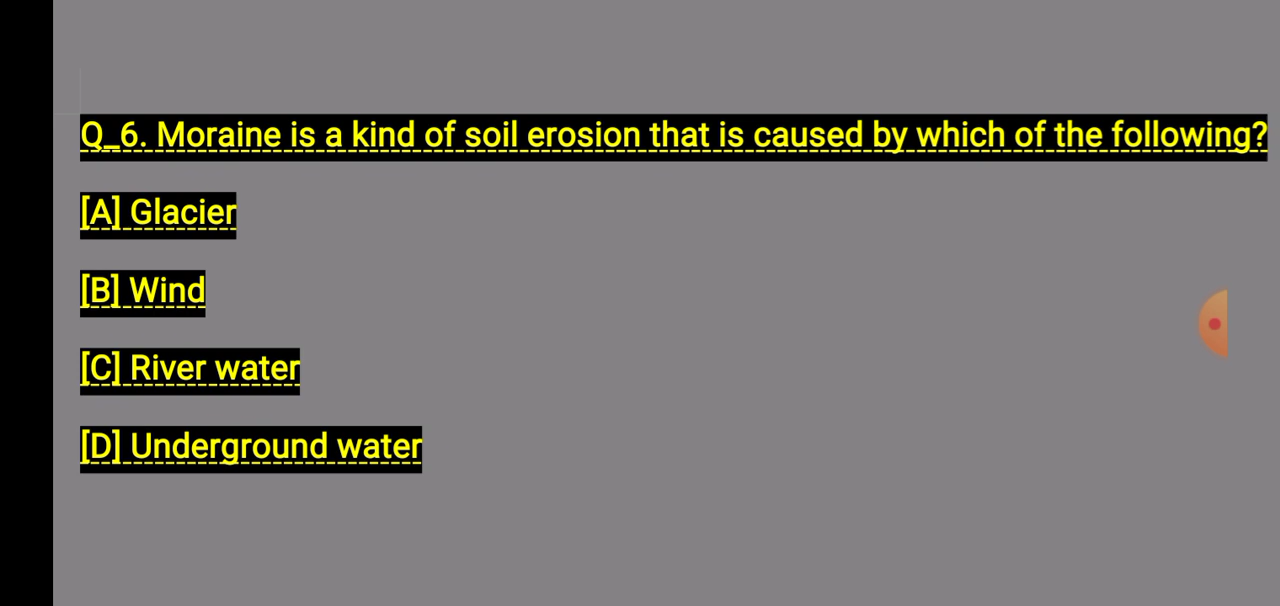 Q_6. Moraine is a kind of soil erosion that is caused by which of the following?
[A] Glacier
[B] Wind
[C] River water
[D] Underground water